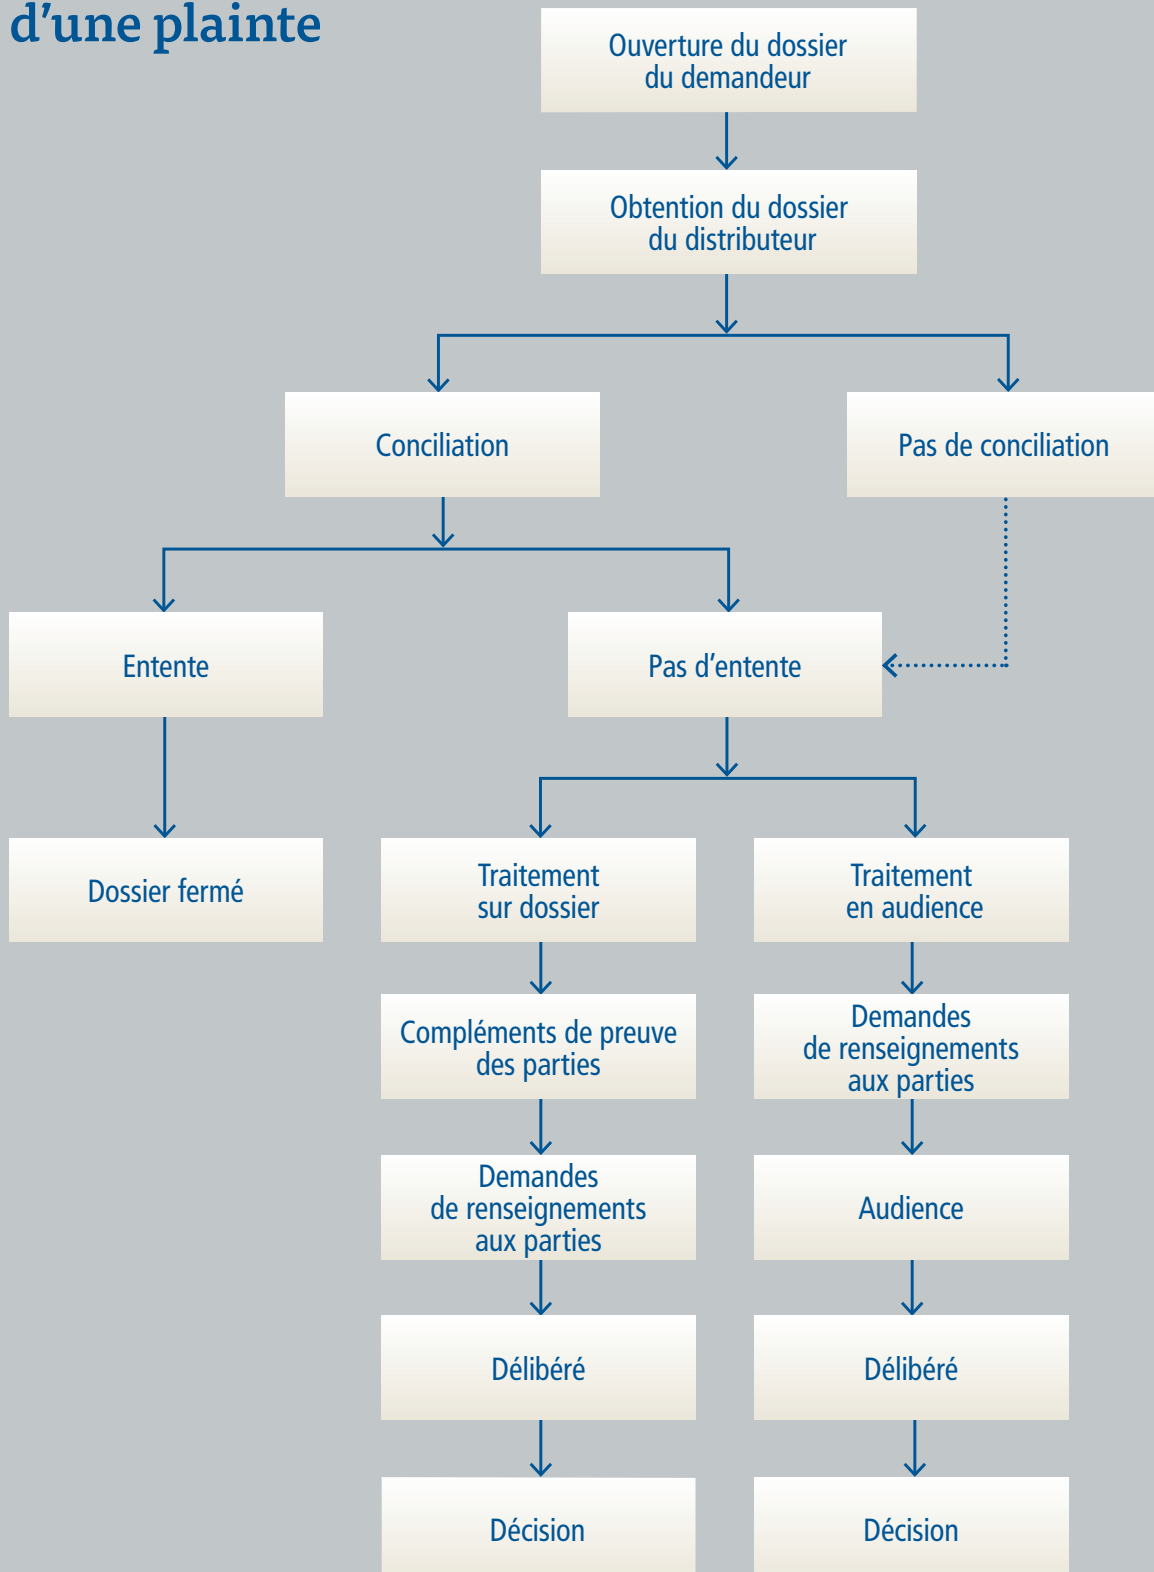 d’une plainte
Ouverture du dossier
du demandeur
Obtention du dossier
du distributeur
Conciliation
Pas de conciliation
Entente
Pas d’entente
Dossier fermé
Traitement
sur dossier
Traitement
en audience
Compléments de preuve
des parties
Demandes
de renseignements
aux parties
Demandes
de renseignements
aux parties
Audience
Délibéré
Délibéré
Décision
Décision